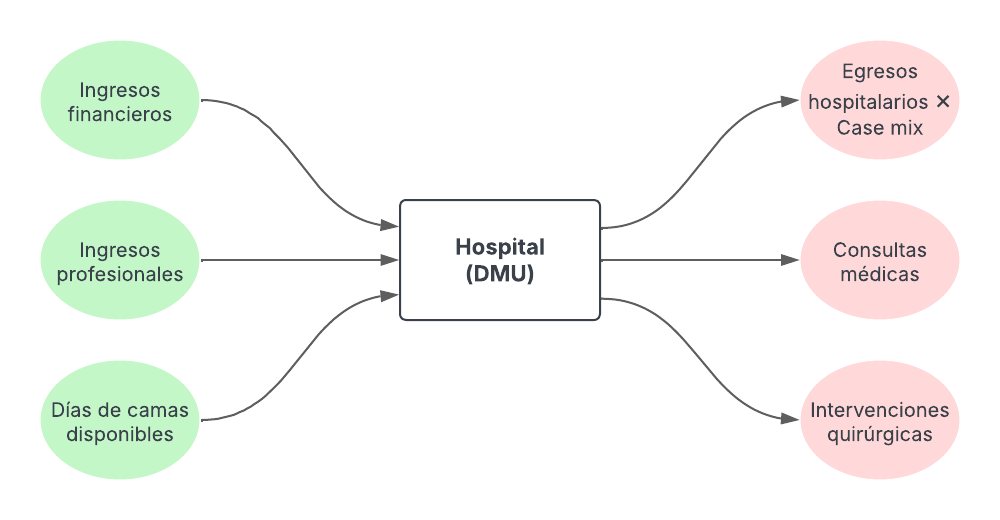 Ingresos
financieros
Ingresos
profesionales
Días de camas
disponibles
Hospital
(DMU)
Egresos
hospitalarios ×
Case mix
Consultas
médicas
Intervenciones
quirúrgicas